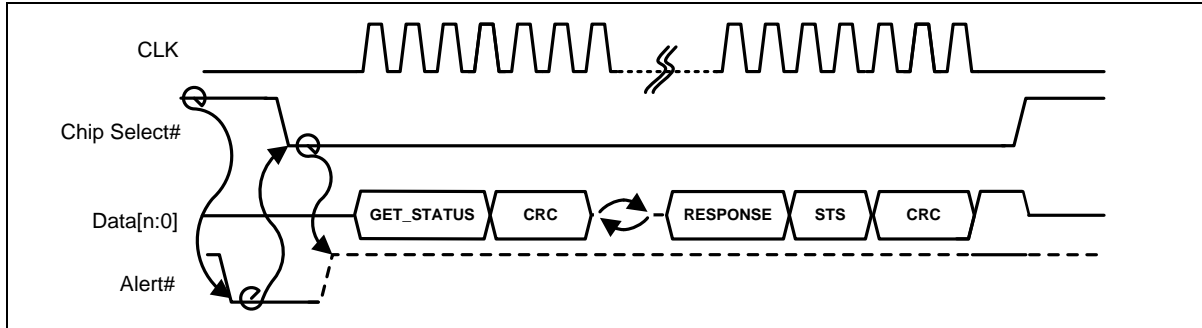 CLK
Chip Select#
Data[n:0]
GET_STATUS
CRC
RESPONSE
STS
CRC
Alert#